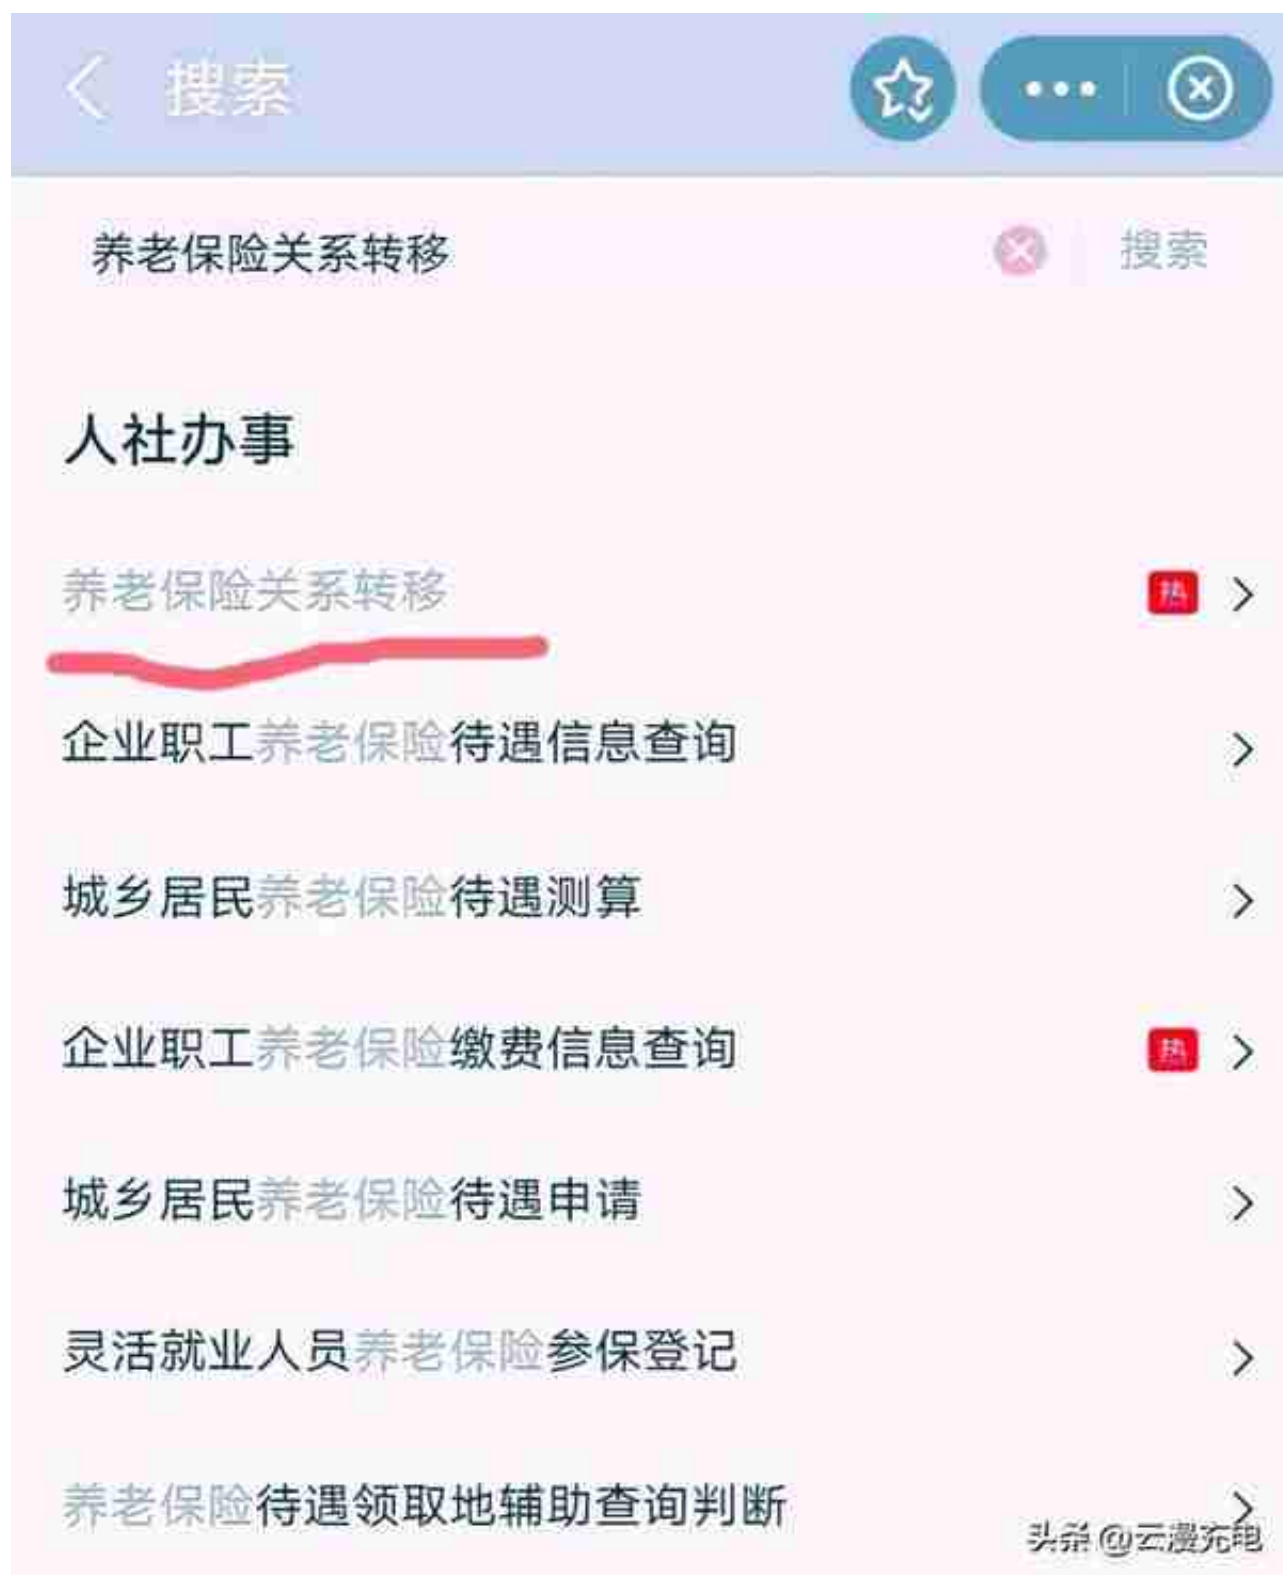 搜索
养老保险关系转移 搜索
人社办事
养老保险关系转移 热
企业职工养老保险待遇信息查询
城乡居民养老保险待遇测算
企业职工养老保险缴费信息查询 热
城乡居民养老保险待遇申请
灵活就业人员养老保险参保登记
养老保险待遇领取地辅助查询判断
头条 @云漫充电